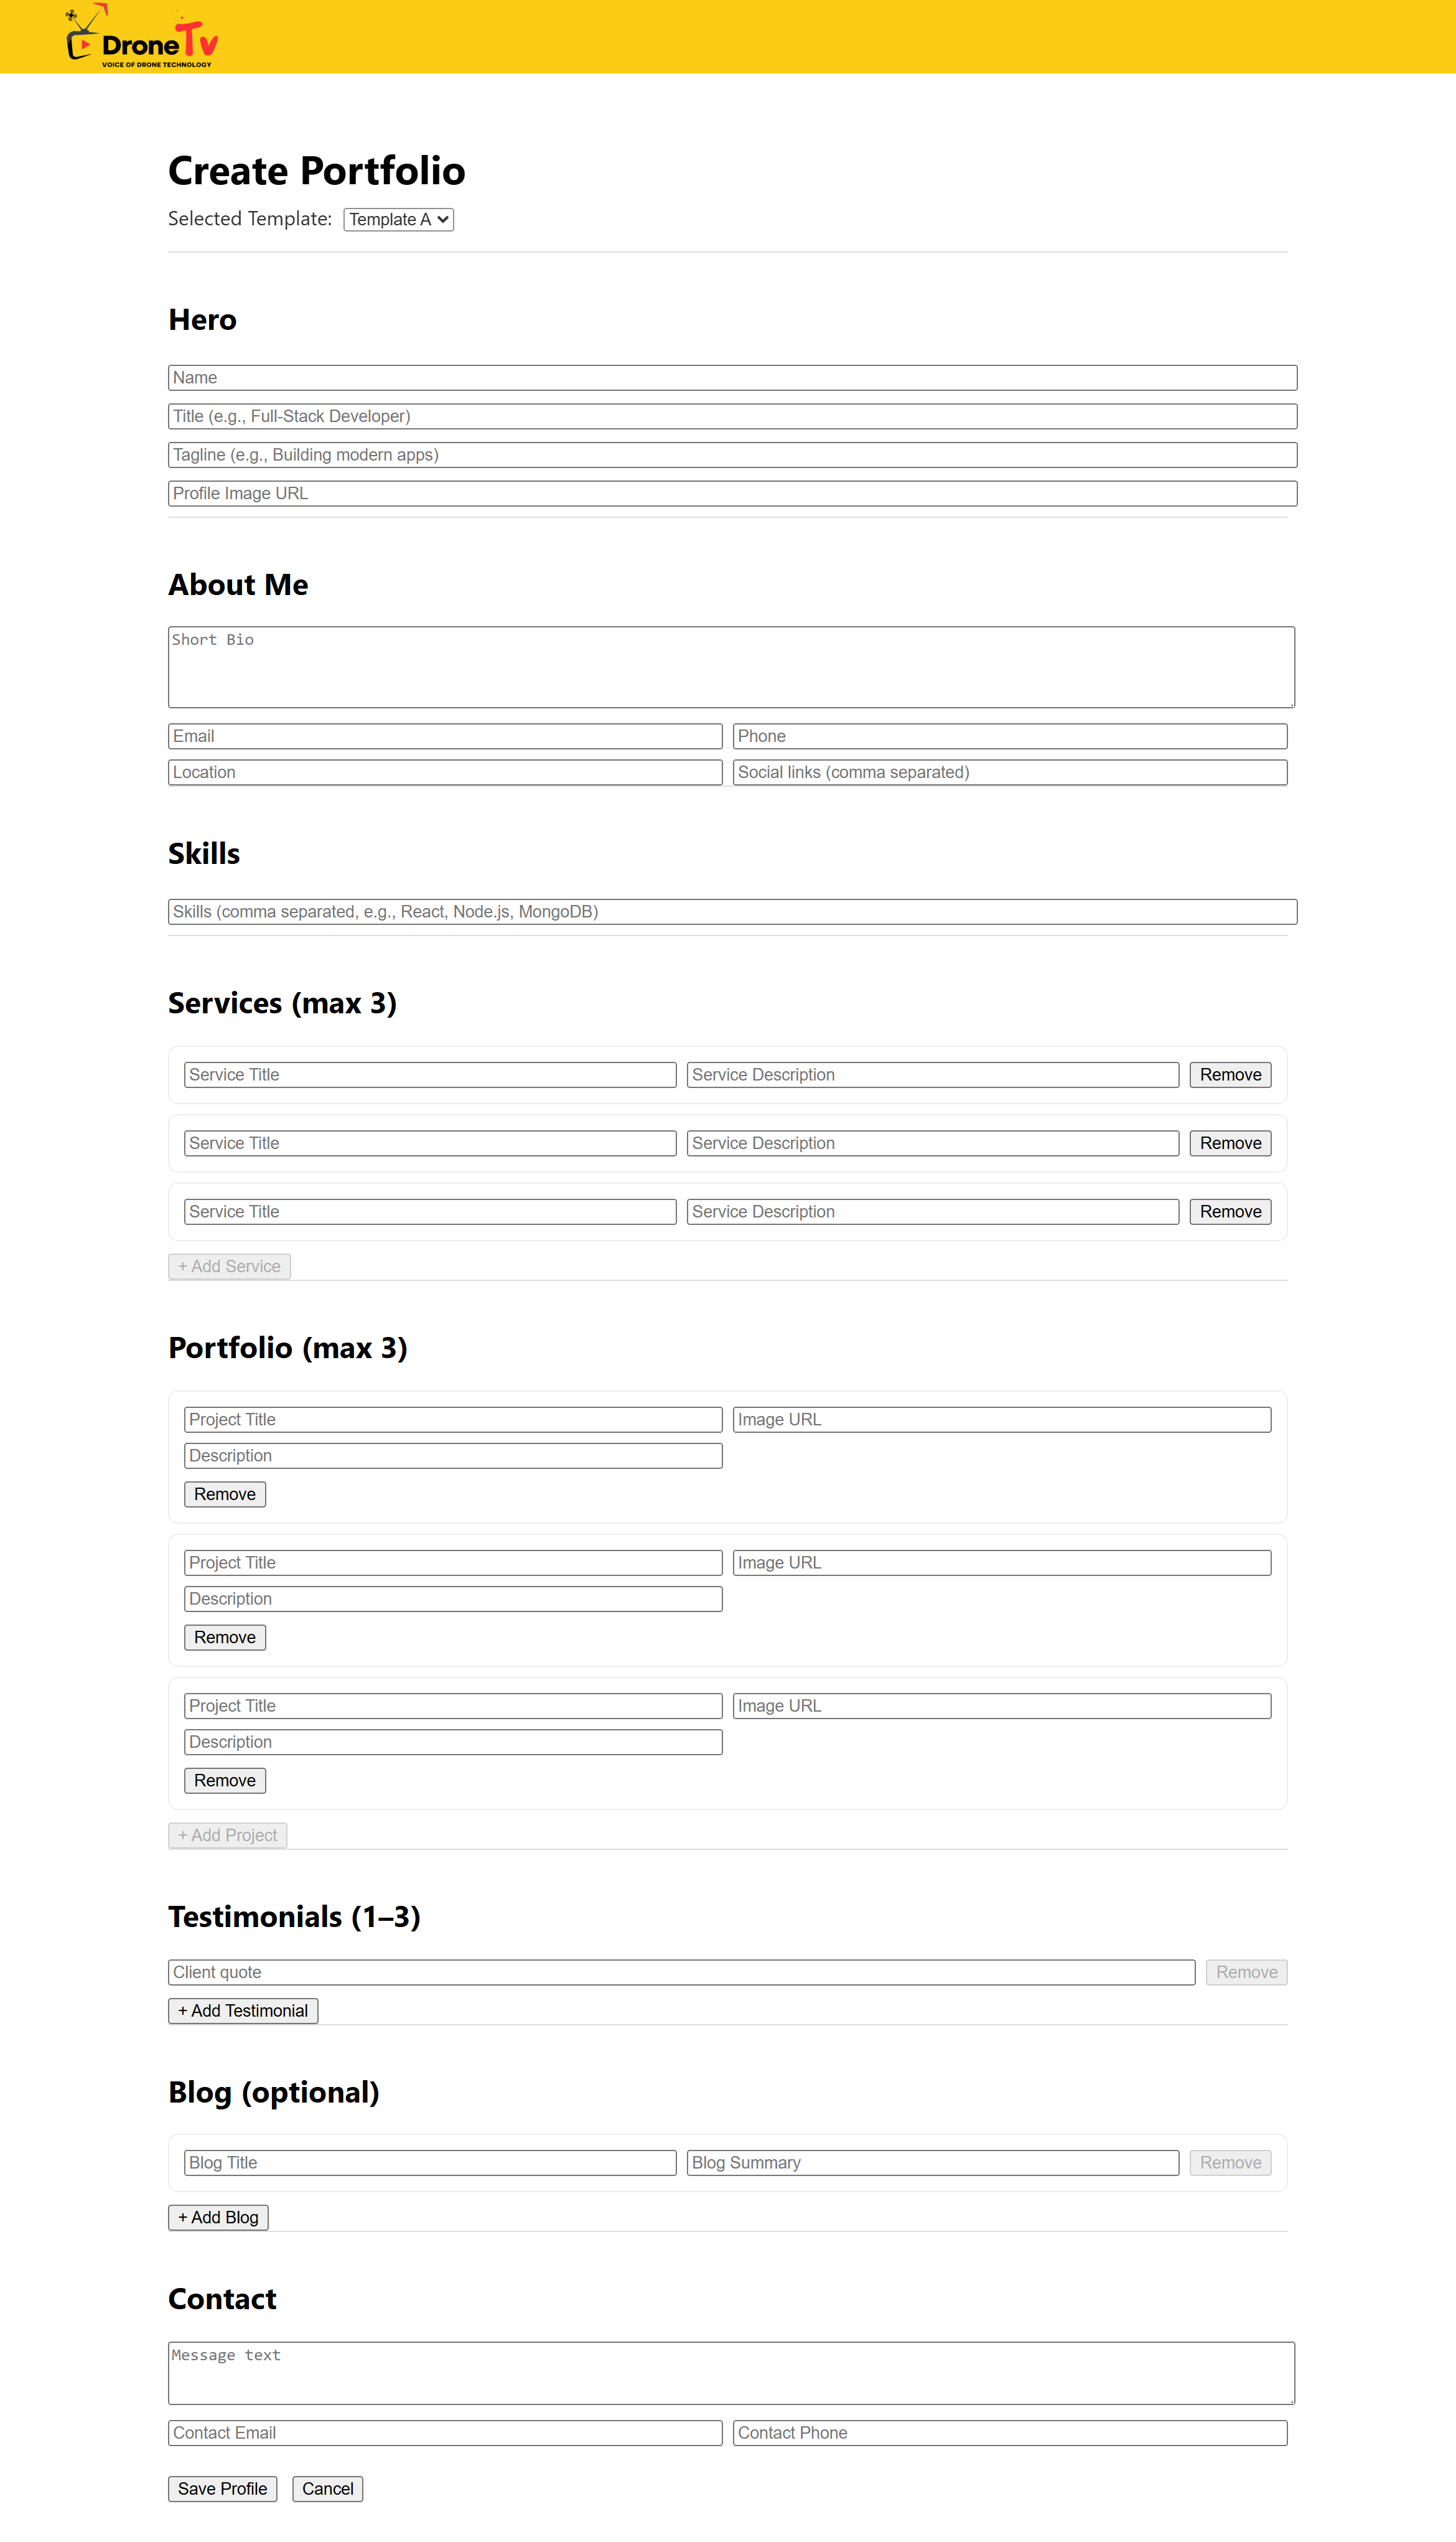 DroneTv
VOICE OF DRONE TECHNOLOGY
Create Portfolio
Selected Template: Template A
Hero
Name
Title (e.g., Full-Stack Developer)
Tagline (e.g., Building modern apps)
Profile Image URL
About Me
Short Bio
Email Phone
Location Social links (comma separated)
Skills
Skills (comma separated, e.g., React, Node.js, MongoDB)
Services (max 3)
Service Title Service Description Remove
Service Title Service Description Remove
Service Title Service Description Remove
+ Add Service
Portfolio (max 3)
Project Title Image URL
Description
Remove
Project Title Image URL
Description
Remove
Project Title Image URL
Description
Remove
+ Add Project
Testimonials (1–3)
Client quote Remove
+ Add Testimonial
Blog (optional)
Blog Title Blog Summary Remove
+ Add Blog
Contact
Message text
Contact Email Contact Phone
Save Profile Cancel